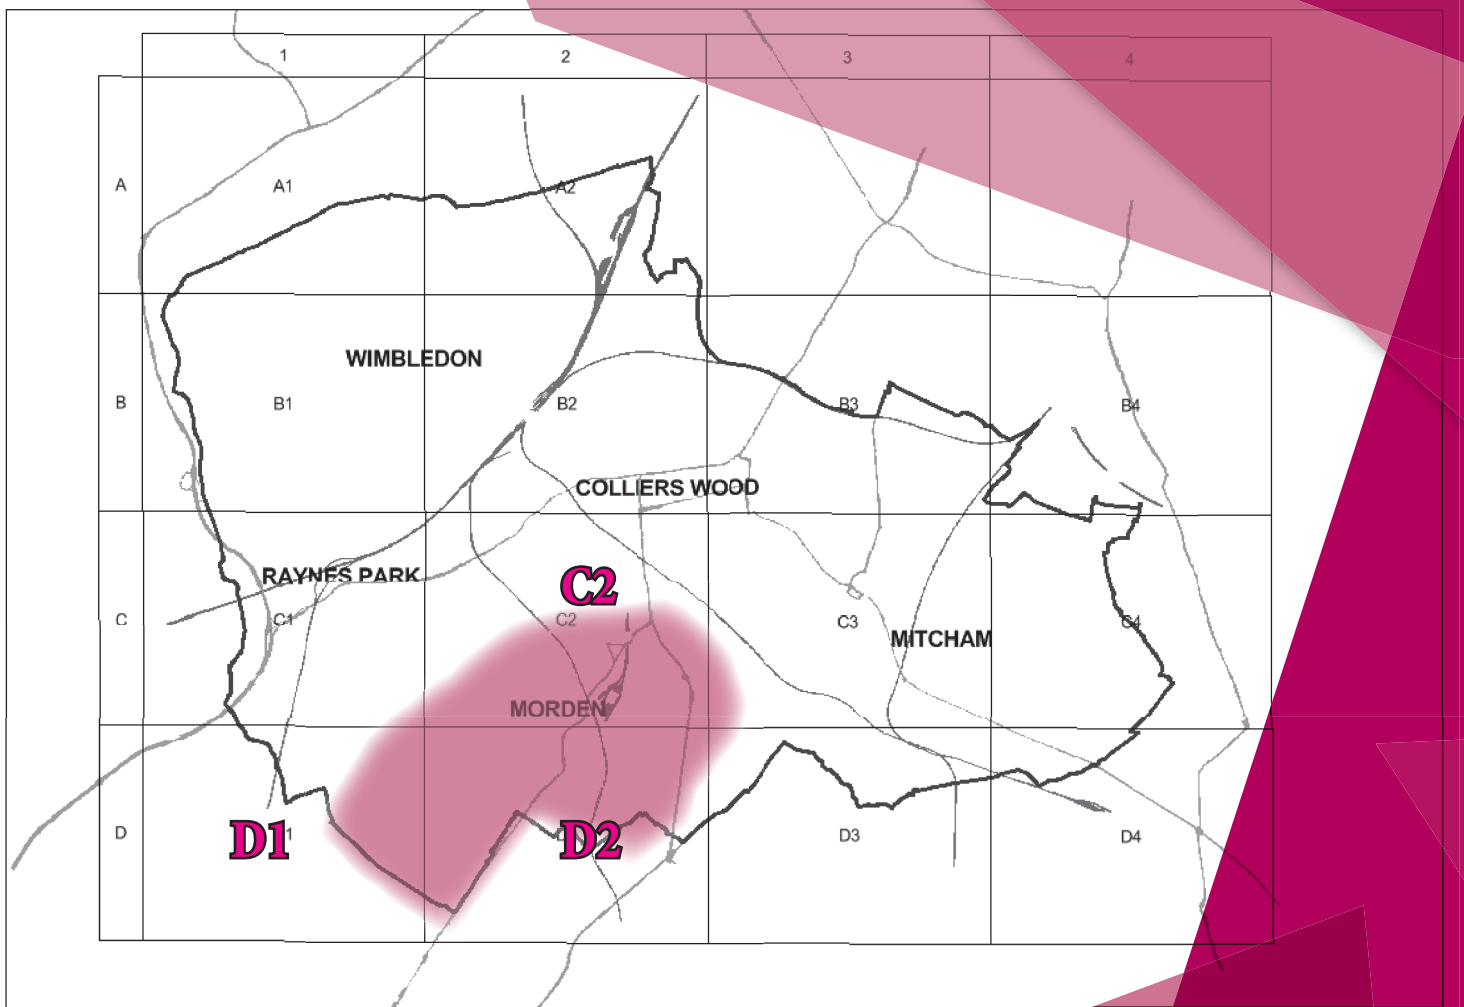 1 2 3 4
A A1 A2
WIMBLEDON
B B1 B2 B3 B4
COLLIERS WOOD
RAYNES PARK
C2
C C1 C2 C3 C4
MITCHAM
MORDEN
D D1 D2 D3 D4